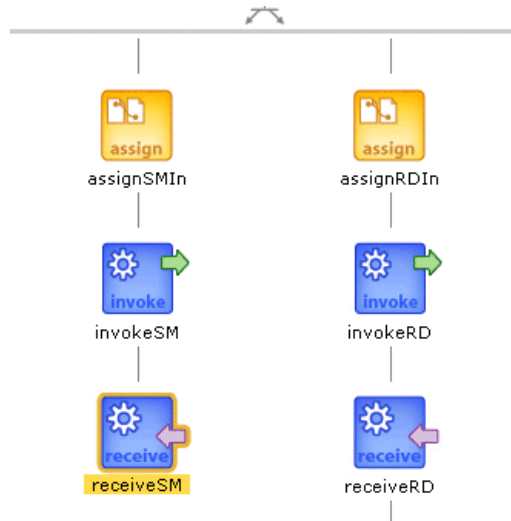 assign
assign
assignSMIn
assignRDIn
invoke
invoke
invokeSM
invokeRD
receive
receive
receiveSM
receiveRD